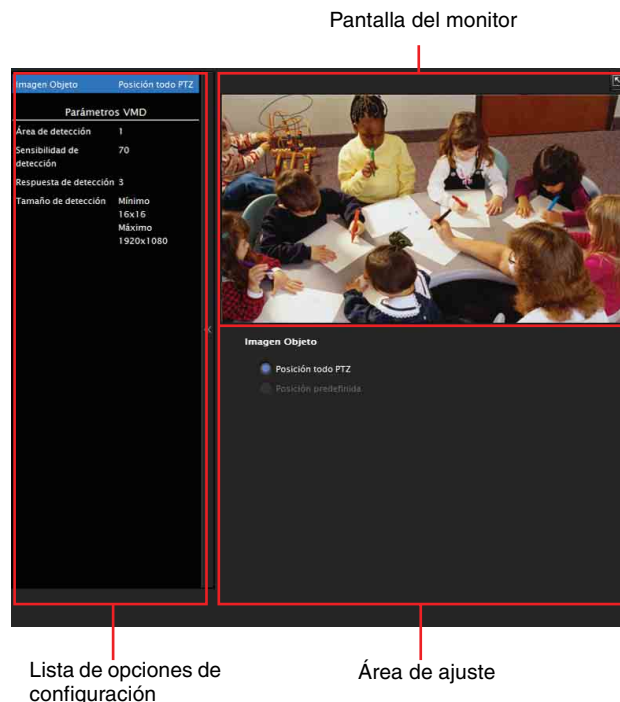 Pantalla del monitor
Imagen Objeto Posición todo PTZ
Parámetros VMD
Área de detección 1
Sensibilidad de detección 70
Respuesta de detección 3
Tamaño de detección Mínimo
16x16
Máximo
1920x1080
«
Imagen Objeto
Posición todo PTZ
Posición predefinida
Lista de opciones de
configuración
Área de ajuste